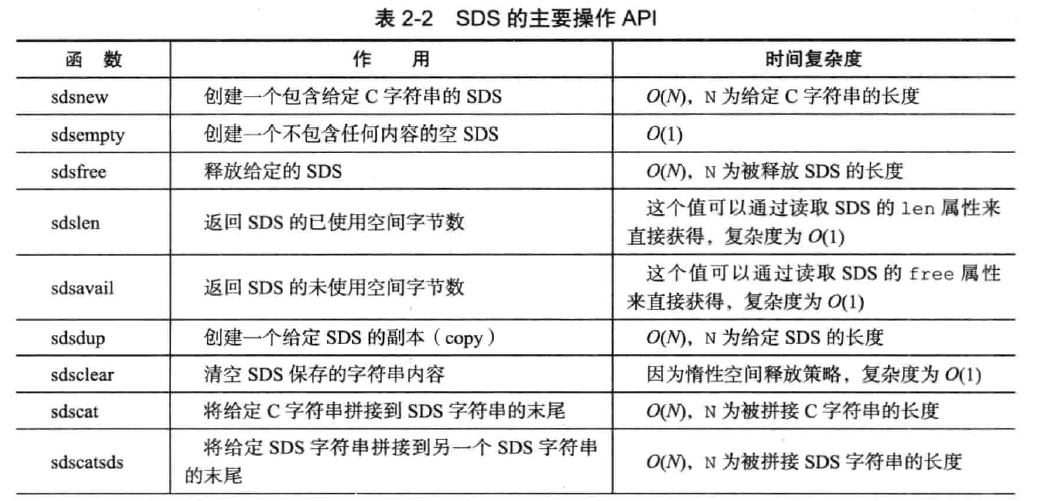 表 2-2 SDS 的主要操作 API
函 数 作 用 时间复杂度
sdsnew 创建一个包含给定 C 字符串的 SDS O(N)，N 为给定 C 字符串的长度
sdsempty 创建一个不包含任何内容的空 SDS O(1)
sdsfree 释放给定的 SDS O(N)，N 为被释放 SDS 的长度
sdslen 返回 SDS 的已使用空间字节数 这个值可以通过读取 SDS 的 len 属性来
直接获得，复杂度为 O(1)
sdsavail 返回 SDS 的未使用空间字节数 这个值可以通过读取 SDS 的 free 属性
来直接获得，复杂度为 O(1)
sdsdup 创建一个给定 SDS 的副本（copy） O(N)，N 为给定 SDS 的长度
sdsclear 清空 SDS 保存的字符串内容 因为惰性空间释放策略，复杂度为 O(1)
sdscat 将给定 C 字符串拼接到 SDS 字符串的末尾 O(N)，N 为被拼接 C 字符串的长度
sdscatsds 将给定 SDS 字符串拼接到另一个 SDS 字符串
的末尾 O(N)，N 为被拼接 SDS 字符串的长度